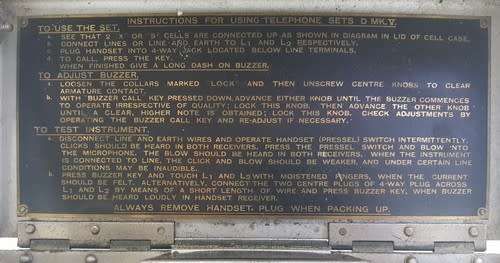 INSTRUCTIONS FOR USING TELEPHONE SETS D MK.V.
TO USE THE SET.
a. SEE THAT 2 'X' OR 'S' CELLS ARE CONNECTED UP AS SHOWN IN DIAGRAM IN LID OF CELL CASE.
b. CONNECT LINES OR LINE AND EARTH TO L1 AND L2 RESPECTIVELY.
c. PLUG HANDSET INTO 4-WAY JACK LOCATED BELOW LINE TERMINALS.
d. TO CALL, PRESS THE KEY.
WHEN FINISHED GIVE A LONG DASH ON BUZZER.
TO ADJUST BUZZER.
a. LOOSEN THE COLLARS MARKED 'LOCK' AND THEN UNSCREW CENTRE KNOBS TO CLEAR
ARMATURE CONTACT.
b. WITH 'BUZZER CALL' KEY PRESSED DOWN, ADVANCE EITHER KNOB UNTIL THE BUZZER COMMENCES
TO OPERATE IRRESPECTIVE OF QUALITY; LOCK THIS KNOB. THEN ADVANCE THE OTHER KNOB
UNTIL A CLEAR, HIGHER NOTE IS OBTAINED; LOCK THIS KNOB. CHECK ADJUSTMENTS BY
OPERATING THE BUZZER CALL KEY AND READJUST IF NECESSARY.
TO TEST INSTRUMENT.
a. DISCONNECT LINE AND EARTH WIRES AND OPERATE HANDSET (PRESSEL) SWITCH INTERMITTENTLY.
CLICKS SHOULD BE HEARD IN BOTH RECEIVERS. PRESS THE PRESSEL SWITCH AND BLOW INTO
THE MICROPHONE. THE BLOW SHOULD BE HEARD IN BOTH RECEIVERS. WHEN THE INSTRUMENT
IS CONNECTED TO LINE, THE CLICK AND BLOW SHOULD BE WEAKER, AND UNDER CERTAIN LINE
CONDITIONS MAY BE INAUDIBLE.
b. PRESS BUZZER KEY AND TOUCH L1 AND L2 WITH MOISTENED FINGERS, WHEN THE CURRENT
SHOULD BE FELT. ALTERNATIVELY, CONNECT THE TWO CENTRE PLUGS OF 4-WAY PLUG ACROSS
L1 AND L2 BY MEANS OF A SHORT LENGTH OF WIRE AND PRESS BUZZER KEY, WHEN BUZZER
SHOULD BE HEARD LOUDLY IN HANDSET RECEIVER.
ALWAYS REMOVE HANDSET, PLUG WHEN PACKING UP.